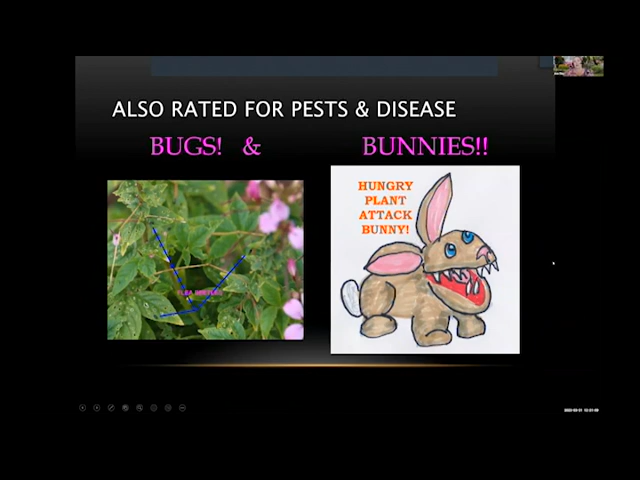 ALSO RATED FOR PESTS & DISEASE
BUGS! &
BUNNIES!!
HUNGRY
PLANT
ATTACK
BUNNY!